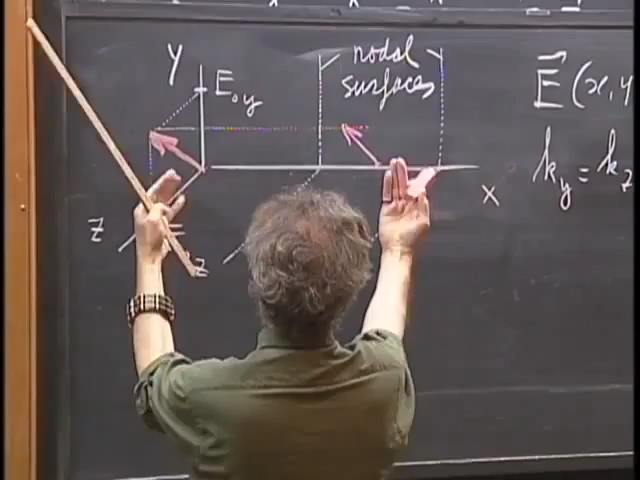 nodal
surfaces
y
E₀y
z
x
E⃗ (x, y
k_y = k_z